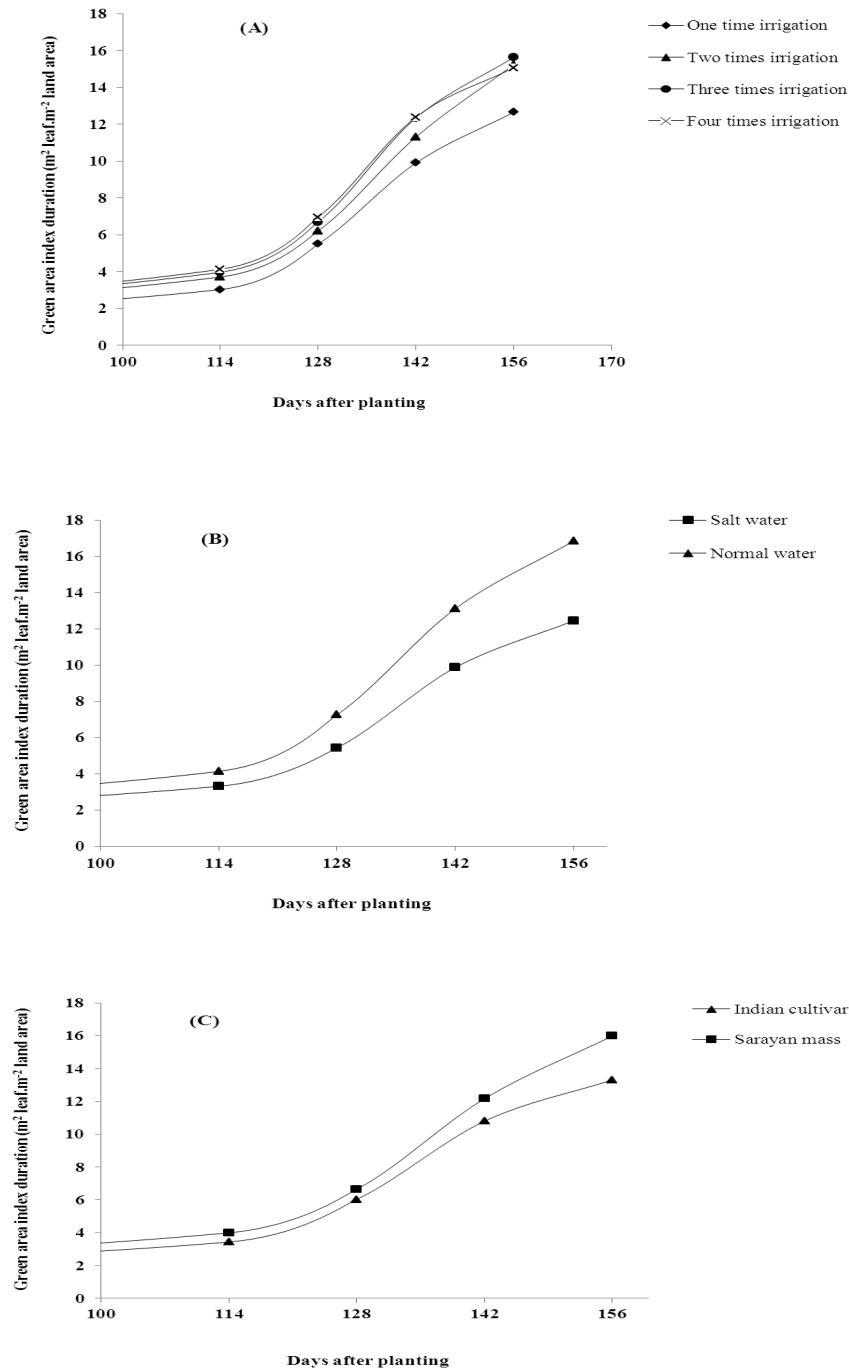 (A)
18
16
14
12
10
8
6
4
2
0
100 114 128 142 156 170
Green area index duration (m² leaf.m⁻² land area)
Days after planting
One time irrigation
Two times irrigation
Three times irrigation
Four times irrigation
(B)
18
16
14
12
10
8
6
4
2
0
100 114 128 142 156
Green area index duration (m² leaf.m⁻² land area)
Days after planting
Salt water
Normal water
(C)
18
16
14
12
10
8
6
4
2
0
100 114 128 142 156
Green area index duration (m² leaf.m⁻² land area)
Days after planting
Indian cultivar
Sarayan mass